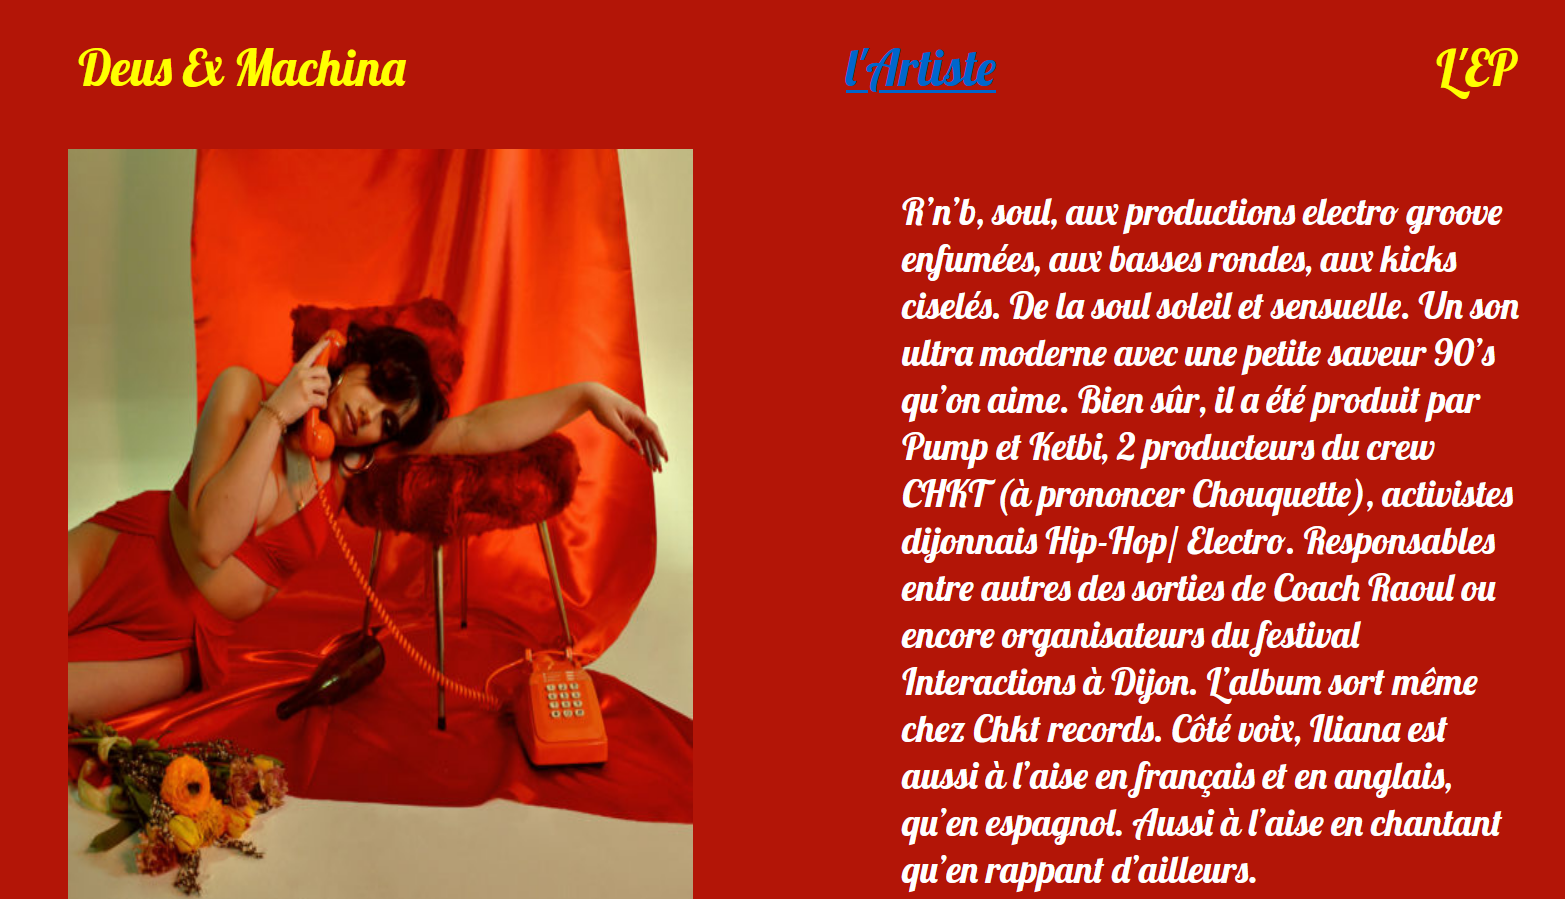 Deus Ex Machina
l'Artiste
L'EP
R’n’b, soul, aux productions electro groove
enfumées, aux basses rondes, aux kicks
ciselés. De la soul soleil et sensuelle. Un son
ultra moderne avec une petite saveur 90’s
qu’on aime. Bien sûr, il a été produit par
Pump et Ketbi, 2 producteurs du crew
CHKT (à prononcer Chouquette), activistes
dijonnais Hip-Hop/ Electro. Responsables
entre autres des sorties de Coach Raoul ou
encore organisateurs du festival
Interactions à Dijon. L’album sort même
chez Chkt records. Côté voix, Iliana est
aussi à l’aise en français et en anglais,
qu’en espagnol. Aussi à l’aise en chantant
qu’en rappant d’ailleurs.